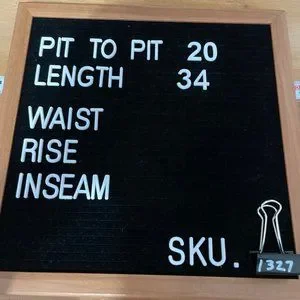 PIT TO PIT 20
LENGTH 34
WAIST
RISE
INSEAM
SKU. 1327